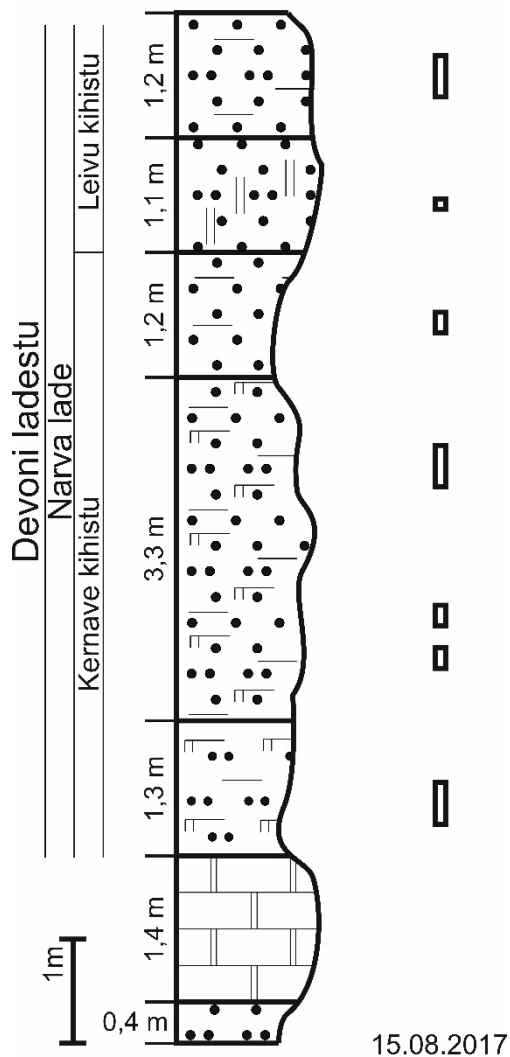 Devoni ladestu
Narva lade
Leivu kihistu
Kernave kihistu
1,2 m
1,1 m
1,2 m
3,3 m
1,3 m
1,4 m
0,4 m
1m
15.08.2017